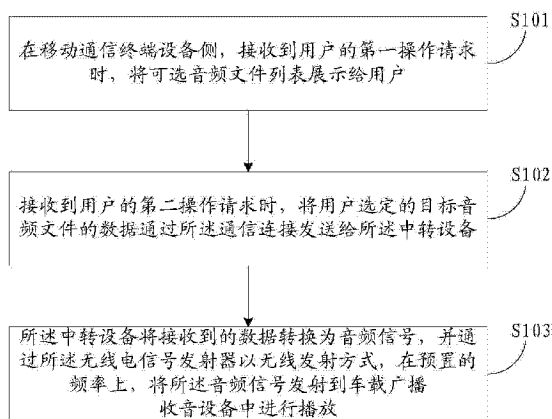 S101
在移动通信终端设备侧，接收到用户的第一操作请求
时，将可选音频文件列表展示给用户
S102
接收到用户的第二操作请求时，将用户选定的目标音
频文件的数据通过所述通信连接发送给所述中转设备
S103
所述中转设备将接收到的数据转换为音频信号，并通
过所述无线电信号发射器以无线发射方式，在预置的
频率上，将所述音频信号发射到车载广播
收音设备中进行播放